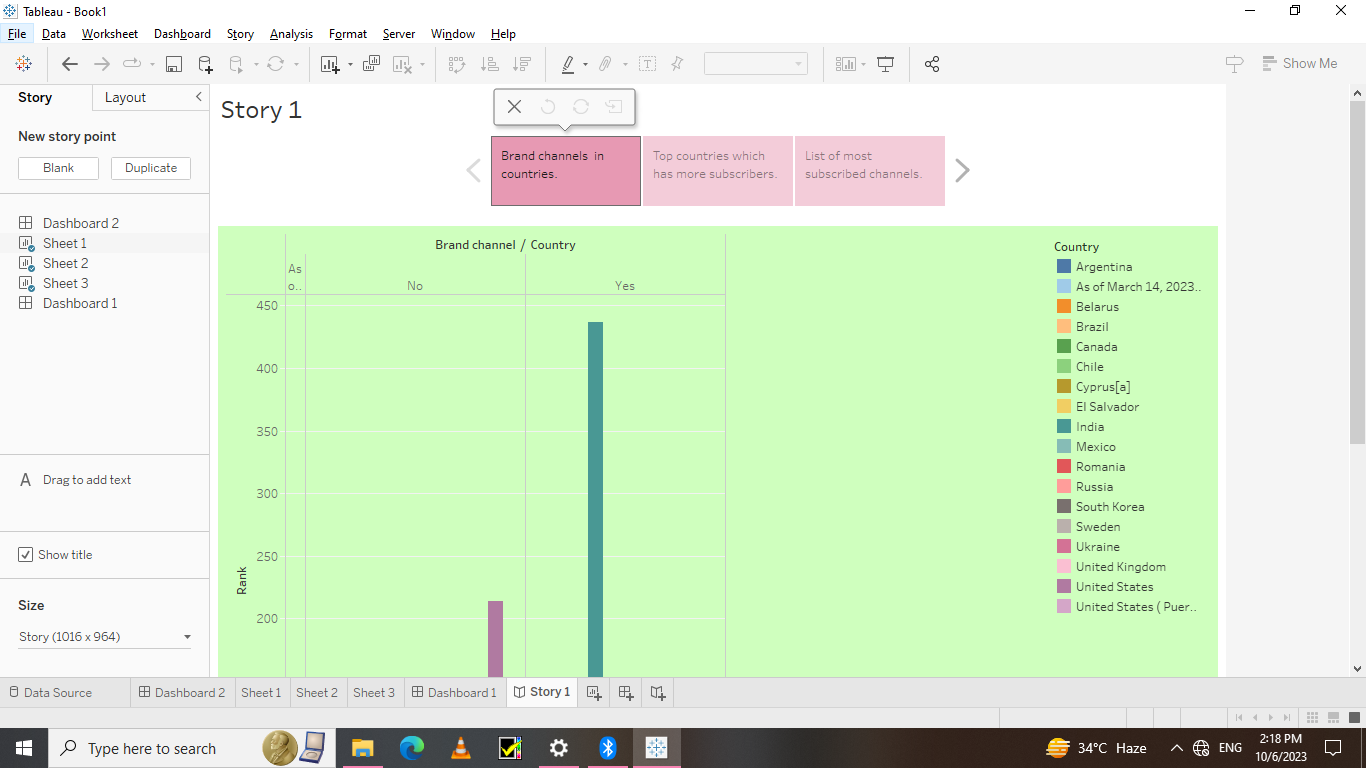 Tableau - Book1
File Data Worksheet Dashboard Story Analysis Format Server Window Help
Show Me
Story Layout
New story point
Blank Duplicate
Dashboard 2
Sheet 1
Sheet 2
Sheet 3
Dashboard 1
A Drag to add text
Show title
Size
Story (1016 x 964)
Story 1
Brand channels in
countries.
Top countries which
has more subscribers.
List of most
subscribed channels.
Brand channel / Country
As
o..
No
Yes
450
400
350
300
250
200
Rank
Country
Argentina
As of March 14, 2023..
Belarus
Brazil
Canada
Chile
Cyprus[a]
El Salvador
India
Mexico
Romania
Russia
South Korea
Sweden
Ukraine
United Kingdom
United States
United States ( Puer..
Data Source Dashboard 2 Sheet 1 Sheet 2 Sheet 3 Dashboard 1 Story 1
Type here to search
34°C Haze
ENG
2:18 PM
10/6/2023